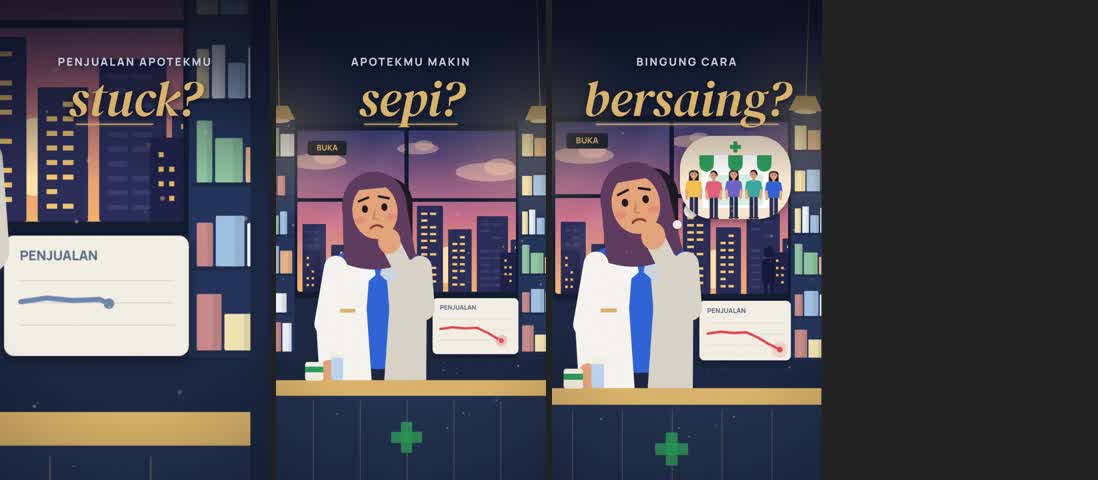 PENJUALAN APOTEKMU
stuck?
PENJUALAN
APOTEKMU MAKIN
sepi?
BUKA
PENJUALAN
BINGUNG CARA
bersaing?
BUKA
PENJUALAN